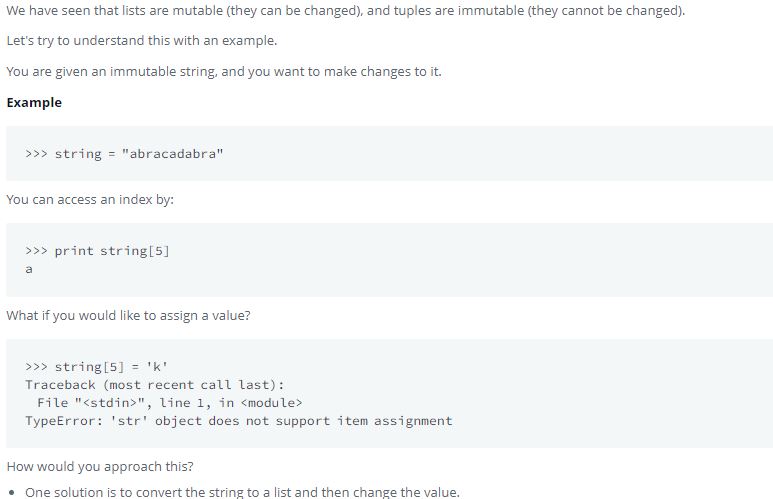 We have seen that lists are mutable (they can be changed), and tuples are immutable (they cannot be changed).
Let's try to understand this with an example.
You are given an immutable string, and you want to make changes to it.
Example
>>> string = "abracadabra"
You can access an index by:
>>> print string[5]
a
What if you would like to assign a value?
>>> string[5] = 'k'
Traceback (most recent call last):
  File "<stdin>", line 1, in <module>
TypeError: 'str' object does not support item assignment
How would you approach this?
• One solution is to convert the string to a list and then change the value.